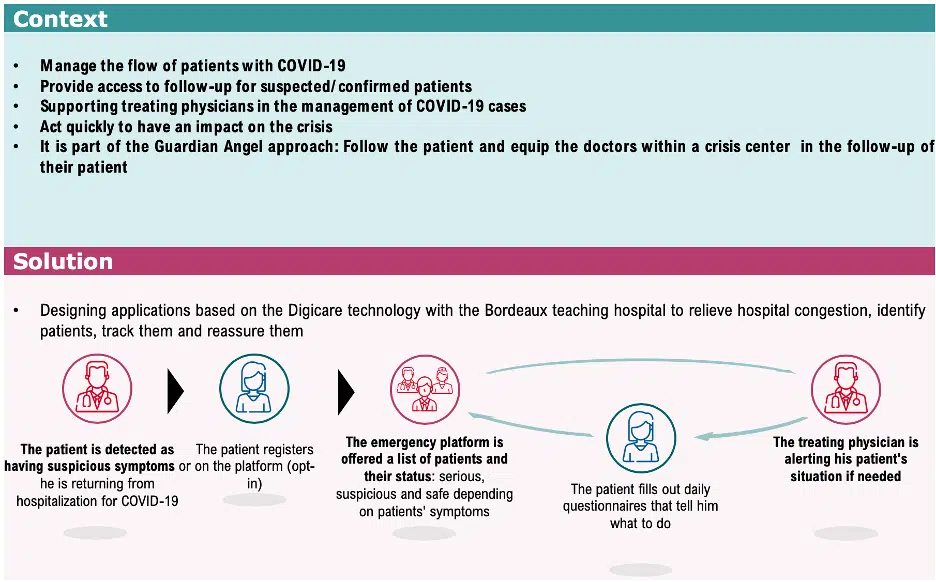 Context
• Manage the flow of patients with COVID-19
• Provide access to follow-up for suspected/ confirmed patients
• Supporting treating physicians in the management of COVID-19 cases
• Act quickly to have an impact on the crisis
• It is part of the Guardian Angel approach: Follow the patient and equip the doctors within a crisis center in the follow-up of
their patient
Solution
• Designing applications based on the Digicare technology with the Bordeaux teaching hospital to relieve hospital congestion, identify
patients, track them and reassure them
The patient is detected as
having suspicious symptoms or
he is returning from
hospitalization for COVID-19
The patient registers
on the platform (opt-
in)
The emergency platform is
offered a list of patients and
their status: serious,
suspicious and safe depending
on patients' symptoms
The patient fills out daily
questionnaires that tell him
what to do
The treating physician is
alerting his patient's
situation if needed